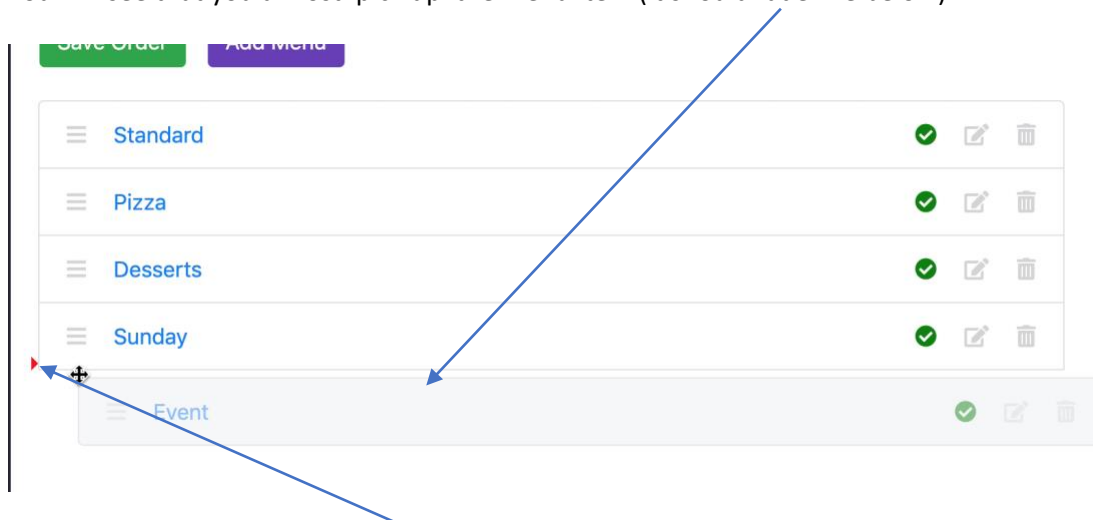 Save Order Add Menu
Standard
Pizza
Desserts
Sunday
Event